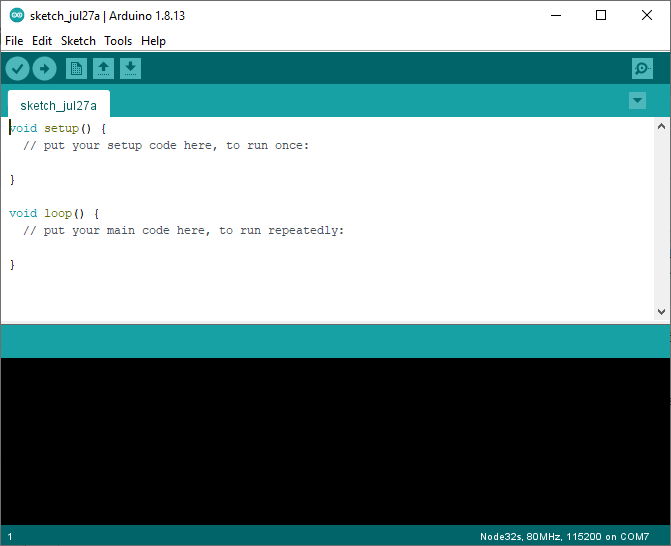 sketch_jul27a | Arduino 1.8.13
File Edit Sketch Tools Help
sketch_jul27a
void setup() {
  // put your setup code here, to run once:
}
void loop() {
  // put your main code here, to run repeatedly:
}
1 Node32s, 80MHz, 115200 on COM7